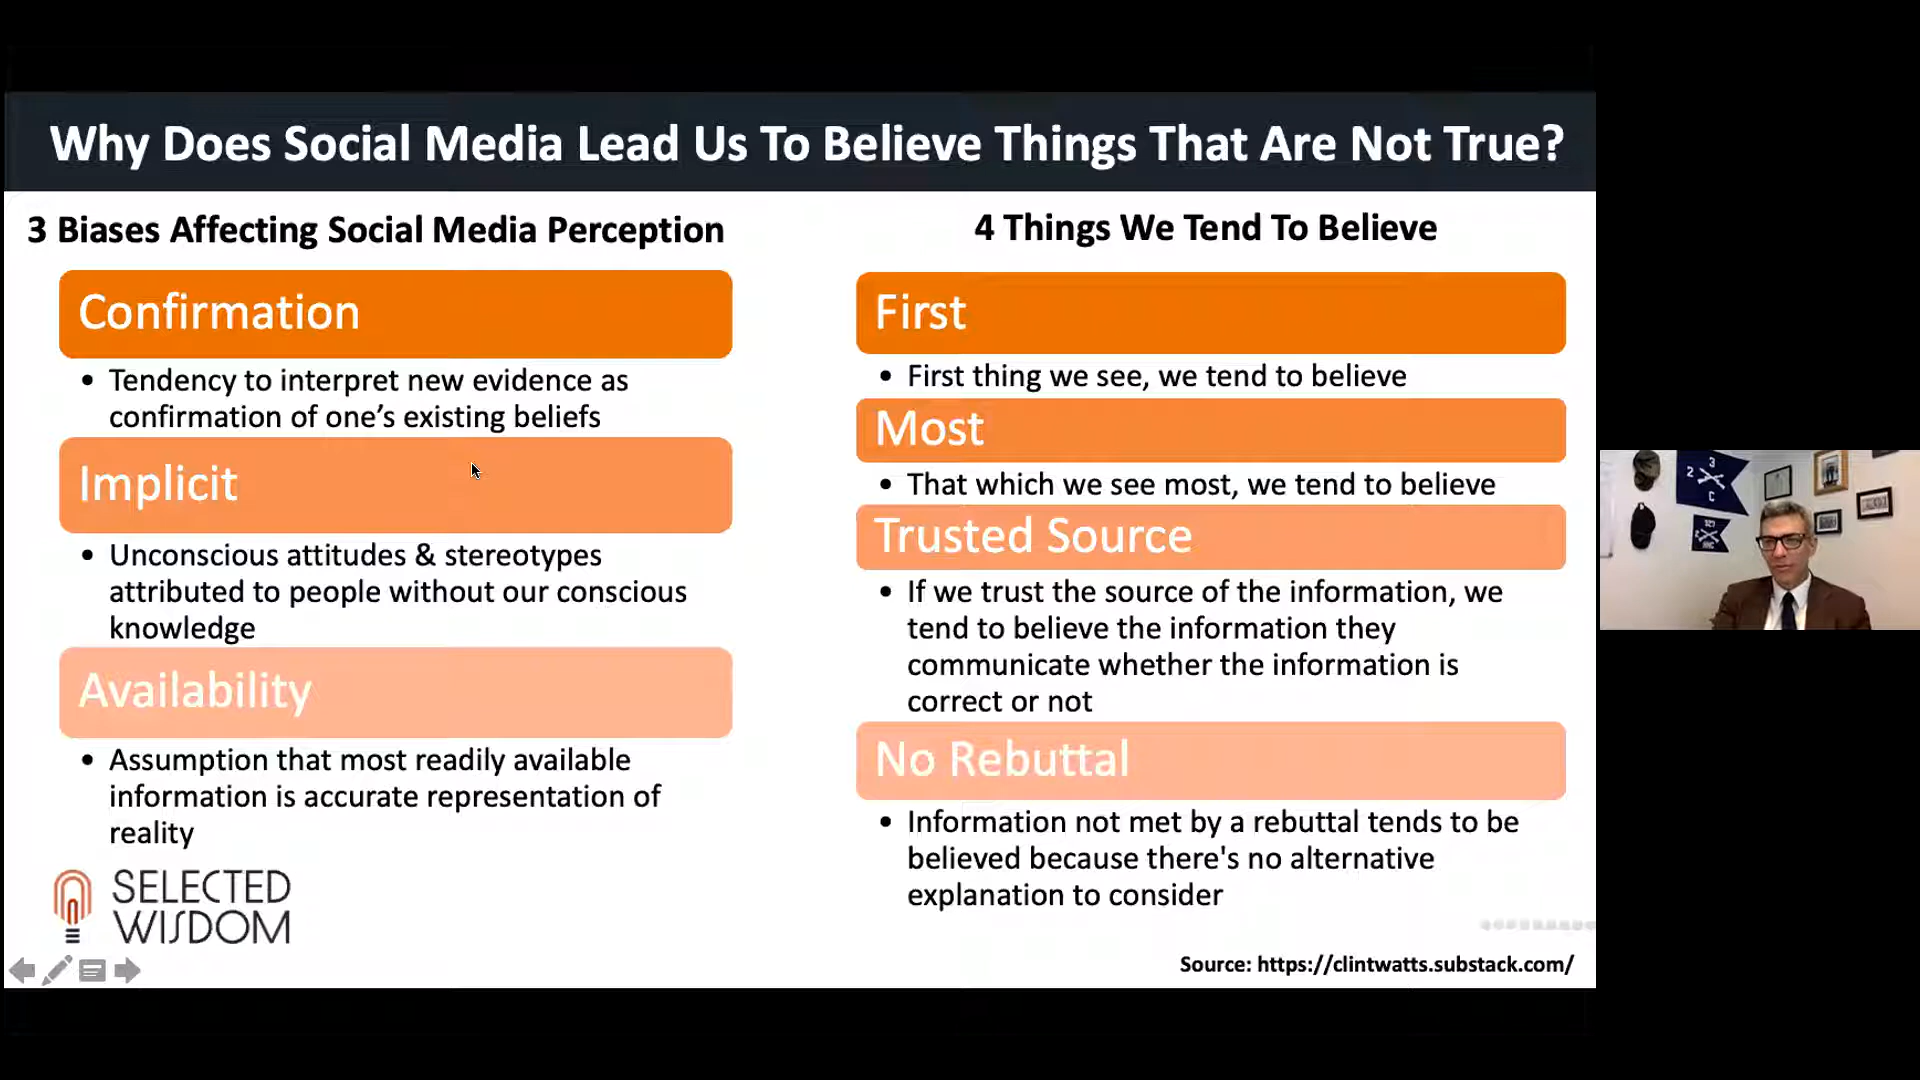 Why Does Social Media Lead Us To Believe Things That Are Not True?
3 Biases Affecting Social Media Perception
Confirmation
• Tendency to interpret new evidence as
confirmation of one’s existing beliefs
Implicit
• Unconscious attitudes & stereotypes
attributed to people without our conscious
knowledge
Availability
• Assumption that most readily available
information is accurate representation of
reality
SELECTED
WISDOM
4 Things We Tend To Believe
First
• First thing we see, we tend to believe
Most
• That which we see most, we tend to believe
Trusted Source
• If we trust the source of the information, we
tend to believe the information they
communicate whether the information is
correct or not
No Rebuttal
• Information not met by a rebuttal tends to be
believed because there's no alternative
explanation to consider
Source: https://clintwatts.substack.com/
3
2
C
327